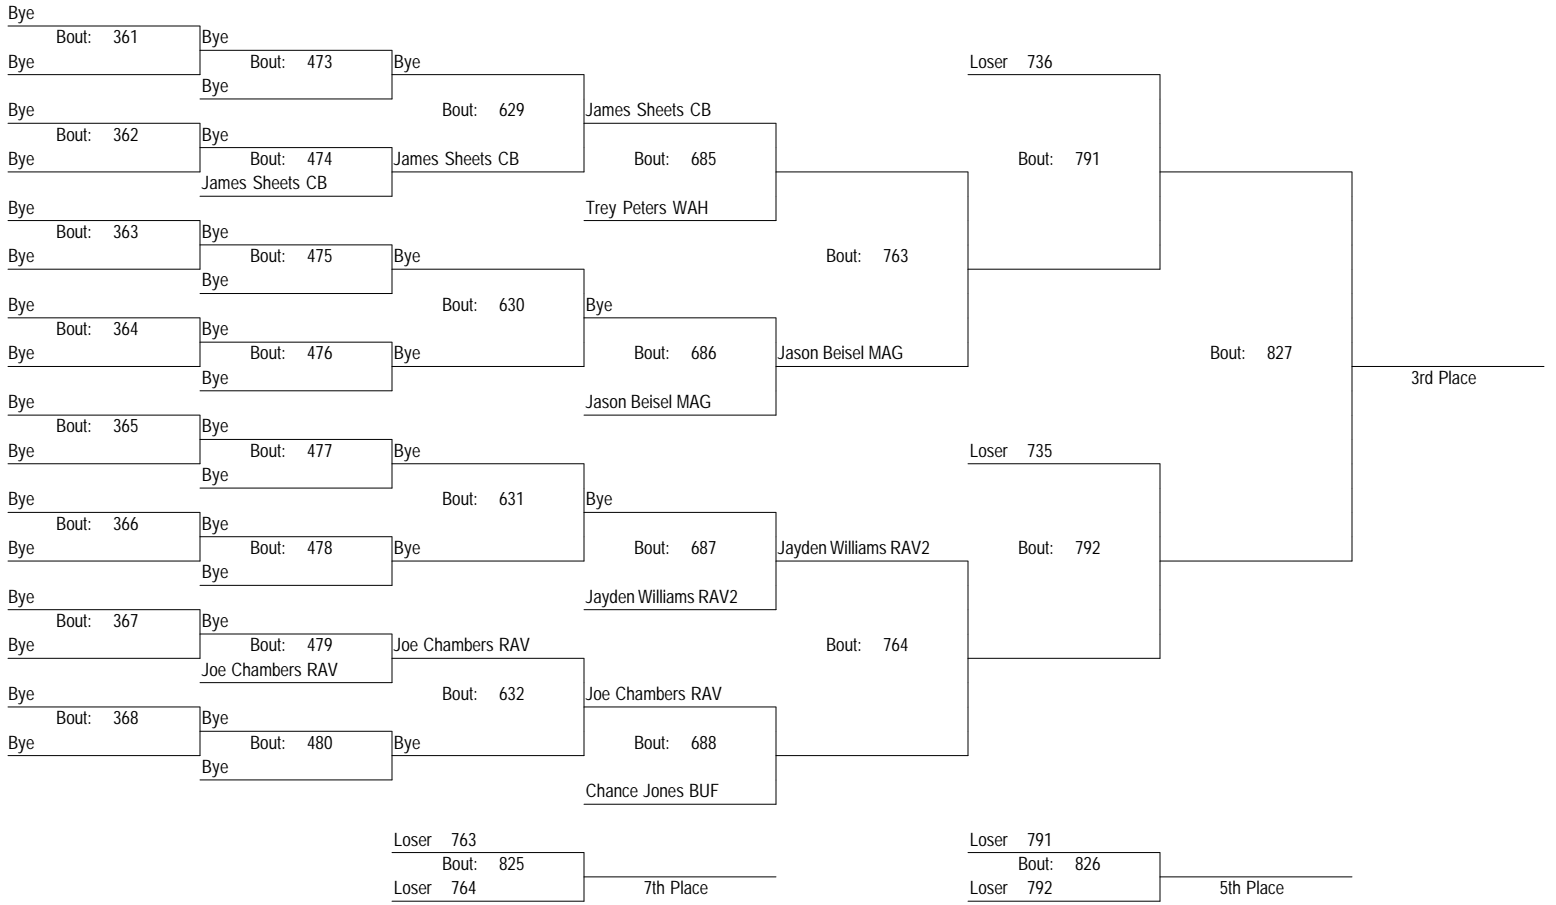 Bye
Bout: 361 Bye
Bye Bout: 473 Bye Loser 736
Bye
Bye Bout: 629 James Sheets CB
Bout: 362 Bye
Bye Bout: 474 James Sheets CB Bout: 685 Bout: 791
James Sheets CB
Bye Trey Peters WAH
Bout: 363 Bye
Bye Bout: 475 Bye Bout: 763
Bye
Bye Bout: 630 Bye
Bout: 364 Bye
Bye Bout: 476 Bye Bout: 686 Jason Beisel MAG Bout: 827
Bye 3rd Place
Bye Jason Beisel MAG
Bout: 365 Bye
Bye Bout: 477 Bye Loser 735
Bye
Bye Bout: 631 Bye
Bout: 366 Bye
Bye Bout: 478 Bye Bout: 687 Jayden Williams RAV2 Bout: 792
Bye
Bye Jayden Williams RAV2
Bout: 367 Bye
Bye Bout: 479 Joe Chambers RAV Bout: 764
Joe Chambers RAV
Bye Bout: 632 Joe Chambers RAV
Bout: 368 Bye
Bye Bout: 480 Bye Bout: 688
Bye
Chance Jones BUF
Loser 763 Loser 791
Bout: 825 Bout: 826
Loser 764 7th Place Loser 792 5th Place